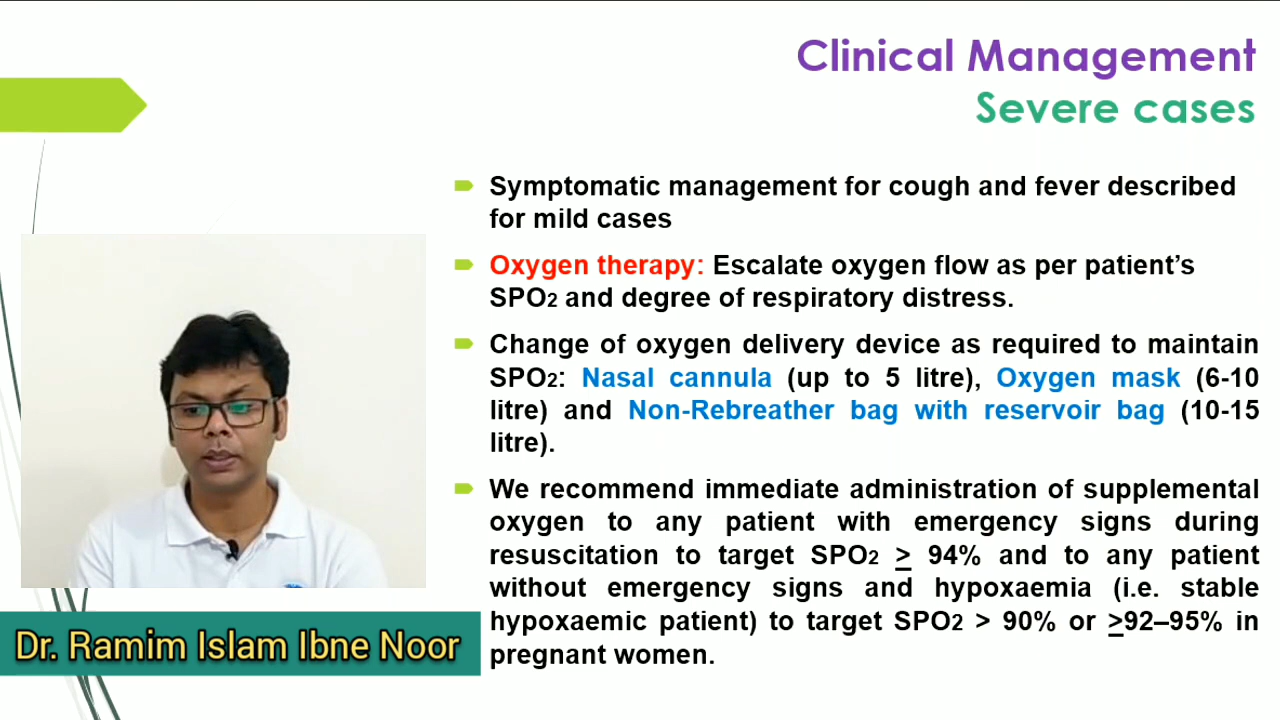 Clinical Management
Severe cases
Symptomatic management for cough and fever described
for mild cases
Oxygen therapy: Escalate oxygen flow as per patient’s
SPO2 and degree of respiratory distress.
Change of oxygen delivery device as required to maintain
SPO2: Nasal cannula (up to 5 litre), Oxygen mask (6-10
litre) and Non-Rebreather bag with reservoir bag (10-15
litre).
We recommend immediate administration of supplemental
oxygen to any patient with emergency signs during
resuscitation to target SPO2 ≥ 94% and to any patient
without emergency signs and hypoxaemia (i.e. stable
hypoxaemic patient) to target SPO2 > 90% or ≥92–95% in
pregnant women.
Dr. Ramim Islam Ibne Noor